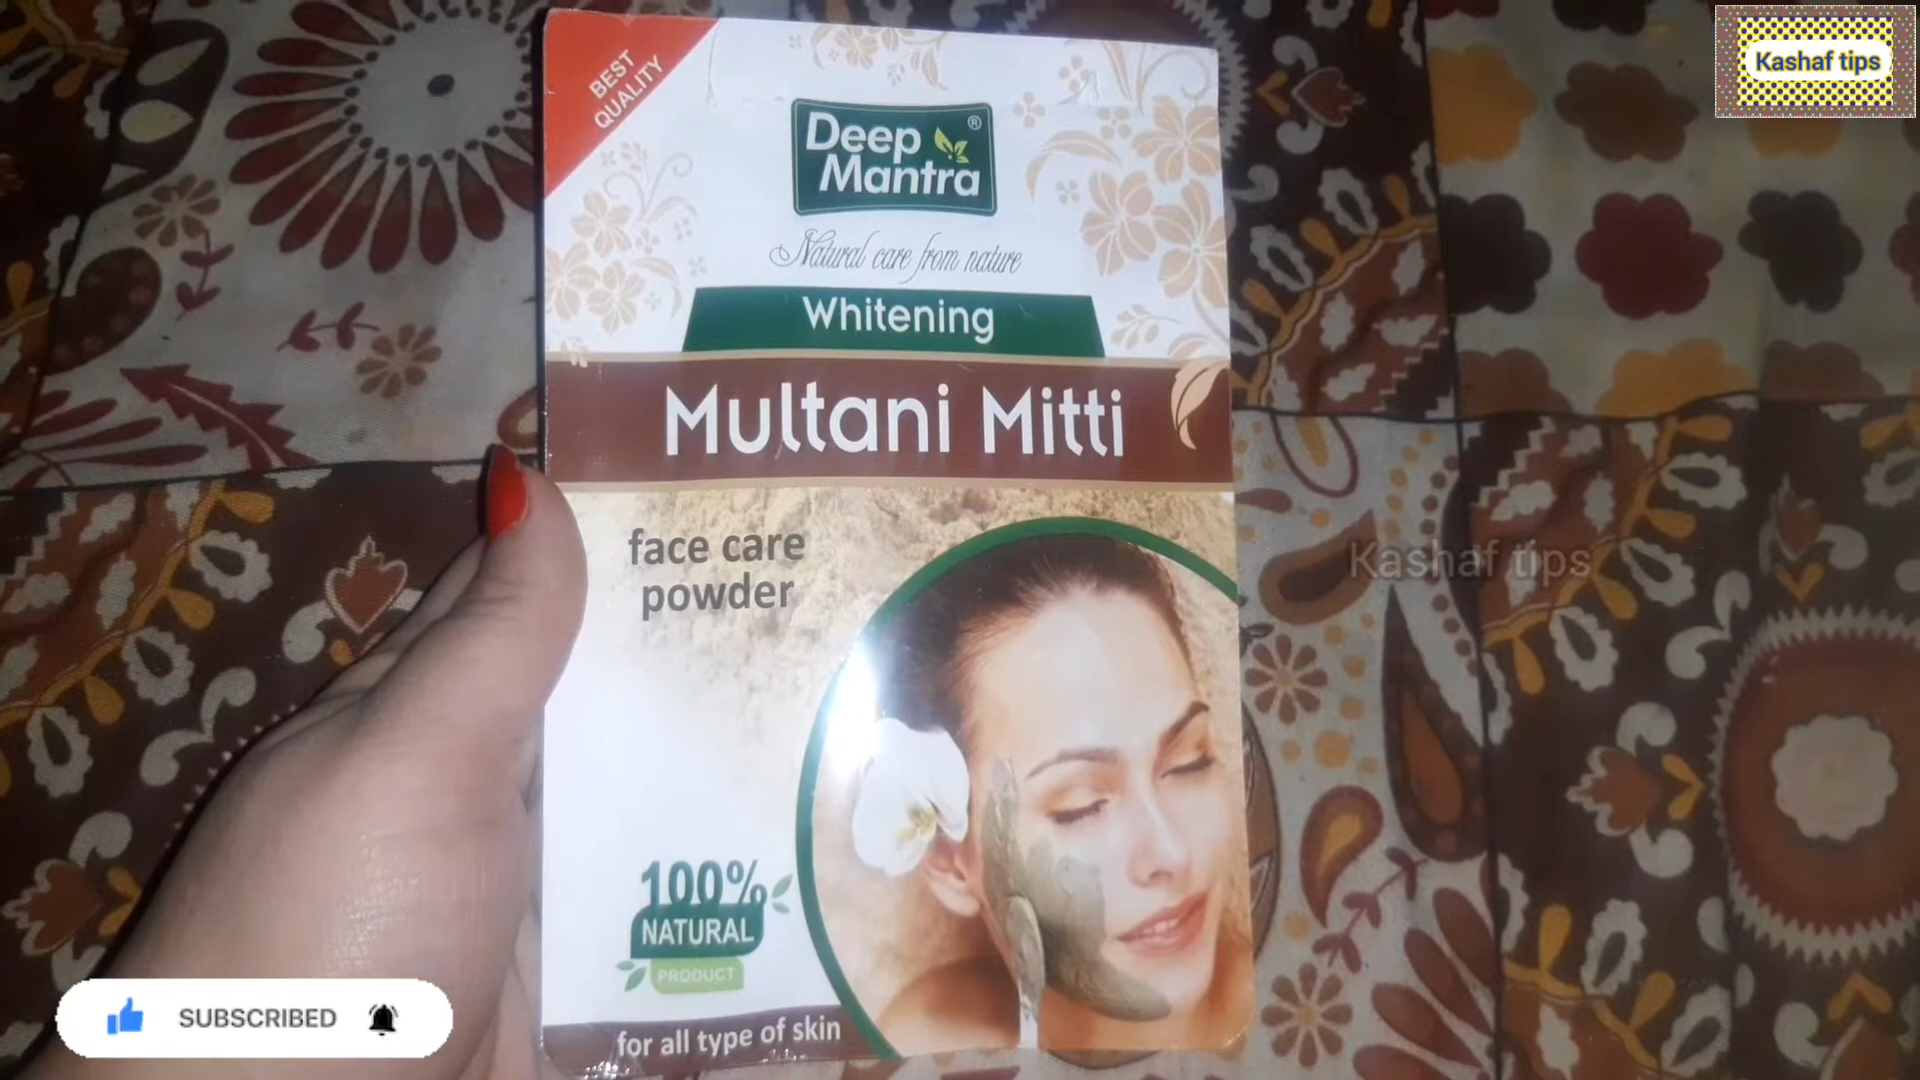 Kashaf tips
BEST
QUALITY
Deep
Mantra
®
Natural care from nature
Whitening
Multani Mitti
face care
powder
Kashaf tips
100%
NATURAL
PRODUCT
SUBSCRIBED
for all type of skin